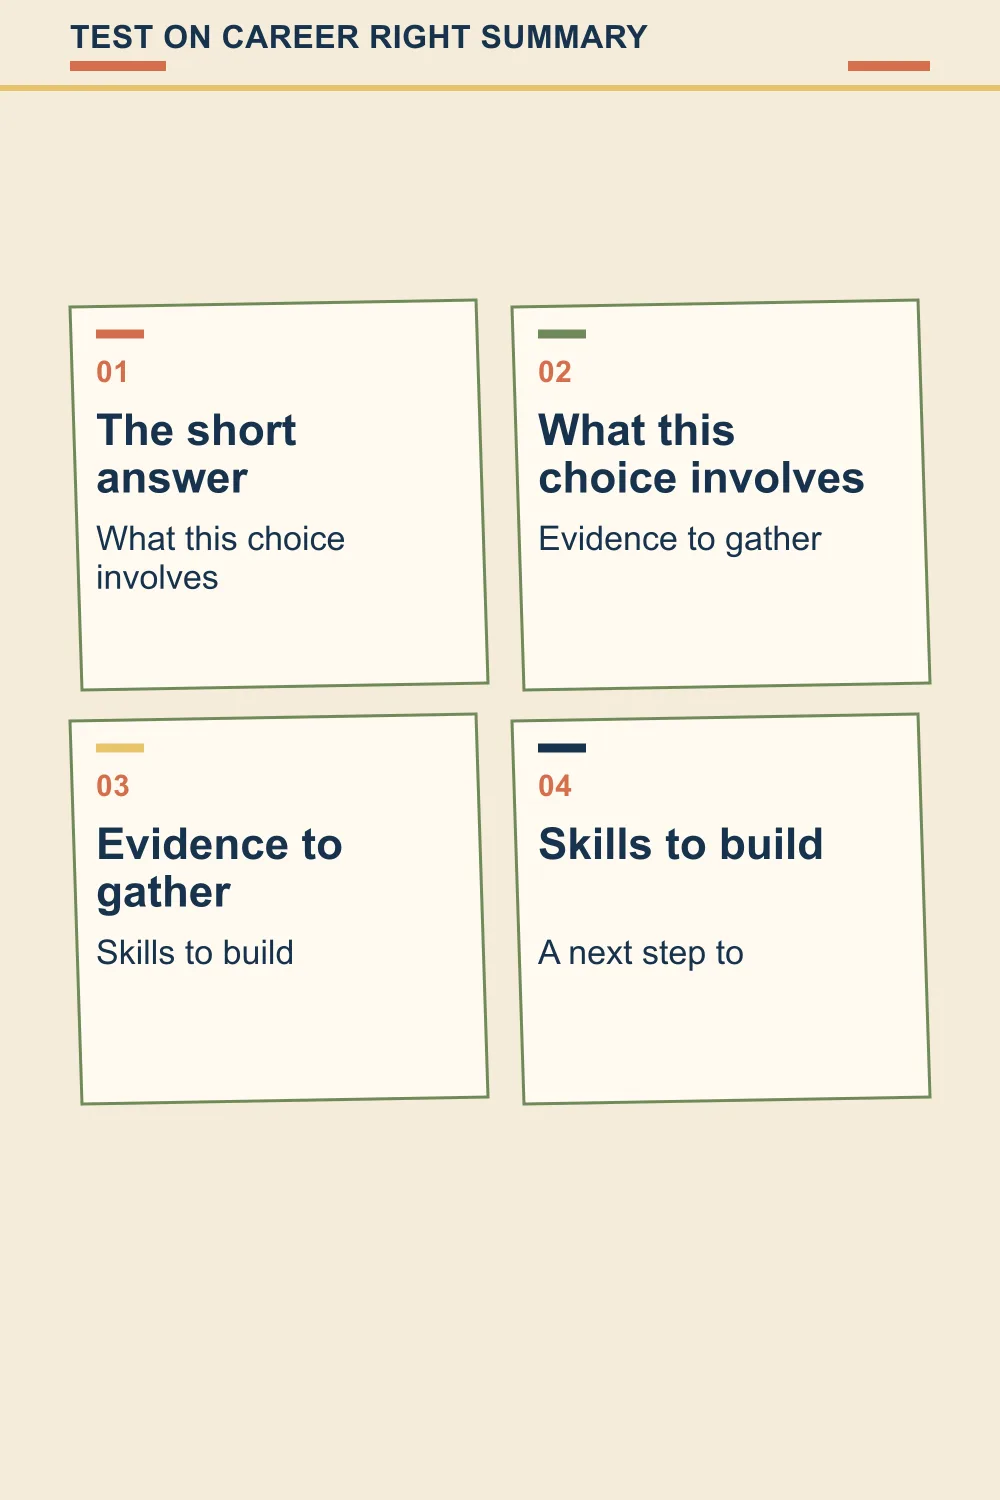 TEST ON CAREER RIGHT SUMMARY
01
The short
answer
What this choice
involves
02
What this
choice involves
Evidence to gather
03
Evidence to
gather
Skills to build
04
Skills to build
A next step to